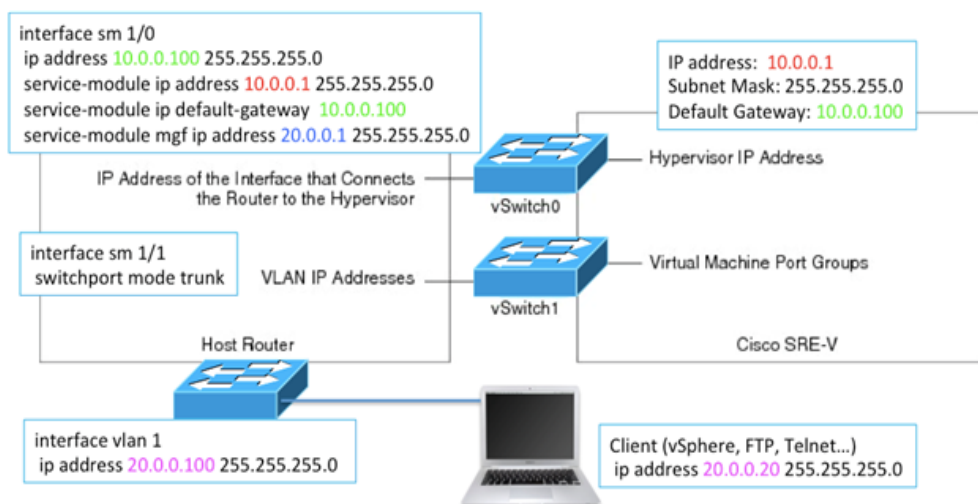 interface sm 1/0
ip address 10.0.0.100 255.255.255.0
service-module ip address 10.0.0.1 255.255.255.0
service-module ip default-gateway 10.0.0.100
service-module mgf ip address 20.0.0.1 255.255.255.0
IP address: 10.0.0.1
Subnet Mask: 255.255.255.0
Default Gateway: 10.0.0.100
IP Address of the Interface that Connects
the Router to the Hypervisor
Hypervisor IP Address
vSwitch0
interface sm 1/1
switchport mode trunk
VLAN IP Addresses
Virtual Machine Port Groups
vSwitch1
Host Router
Cisco SRE-V
interface vlan 1
ip address 20.0.0.100 255.255.255.0
Client (vSphere, FTP, Telnet...)
ip address 20.0.0.20 255.255.255.0